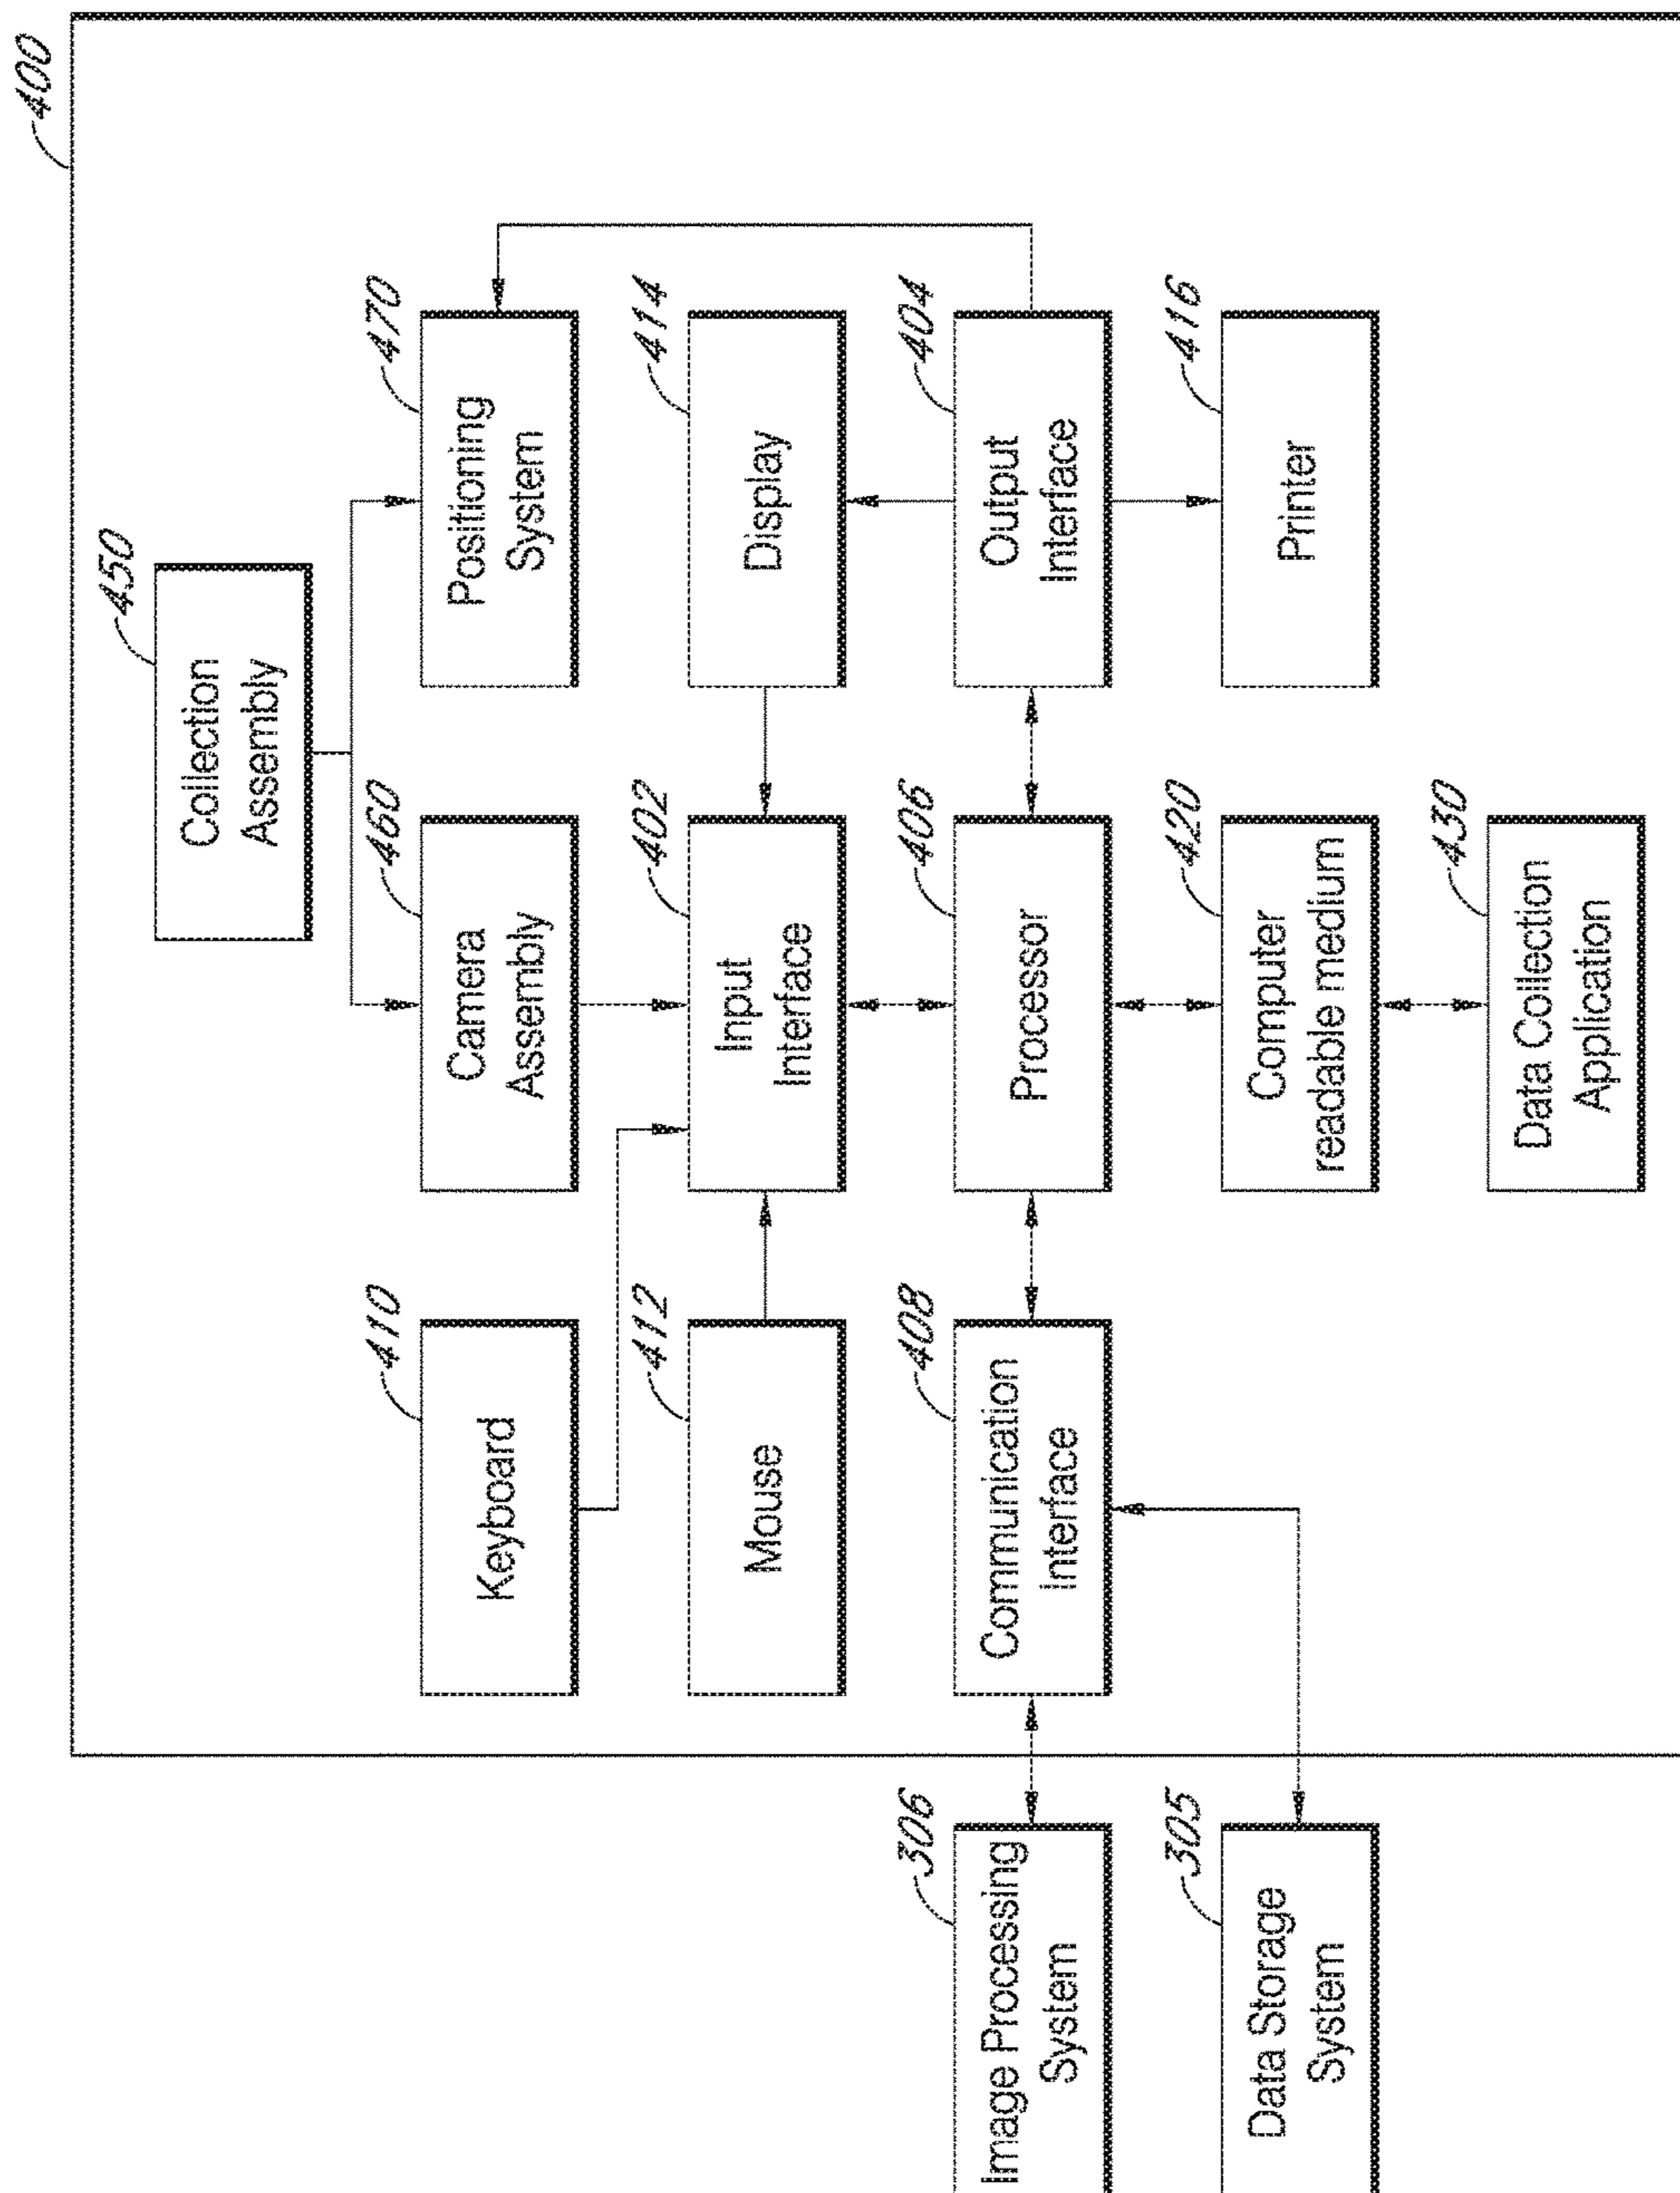 400
450
Collection
Assembly
410
Keyboard
460
Camera
Assembly
470
Positioning
System
412
Mouse
402
Input
Interface
414
Display
306
Image Processing
System
408
Communication
interface
406
Processor
404
Output
Interface
305
Data Storage
System
420
Computer
readable medium
416
Printer
430
Data Collection
Application